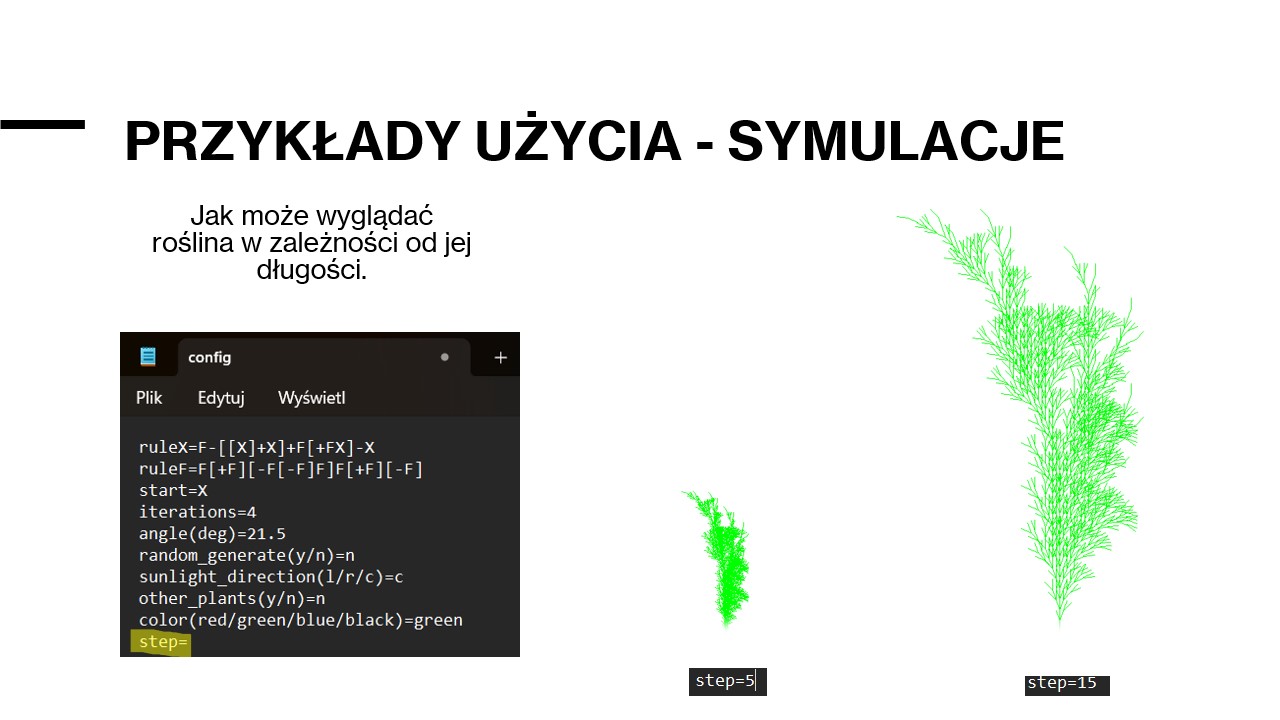 PRZYKŁADY UŻYCIA - SYMULACJE
Jak może wyglądać
roślina w zależności od jej
długości.
config
Plik Edytuj Wyświetl
ruleX=F-[[X]+X]+F[+FX]-X
ruleF=F[+F][-F[-F]F]F[+F][-F]
start=X
iterations=4
angle(deg)=21.5
random_generate(y/n)=n
sunlight_direction(l/r/c)=c
other_plants(y/n)=n
color(red/green/blue/black)=green
step=
step=5
step=15